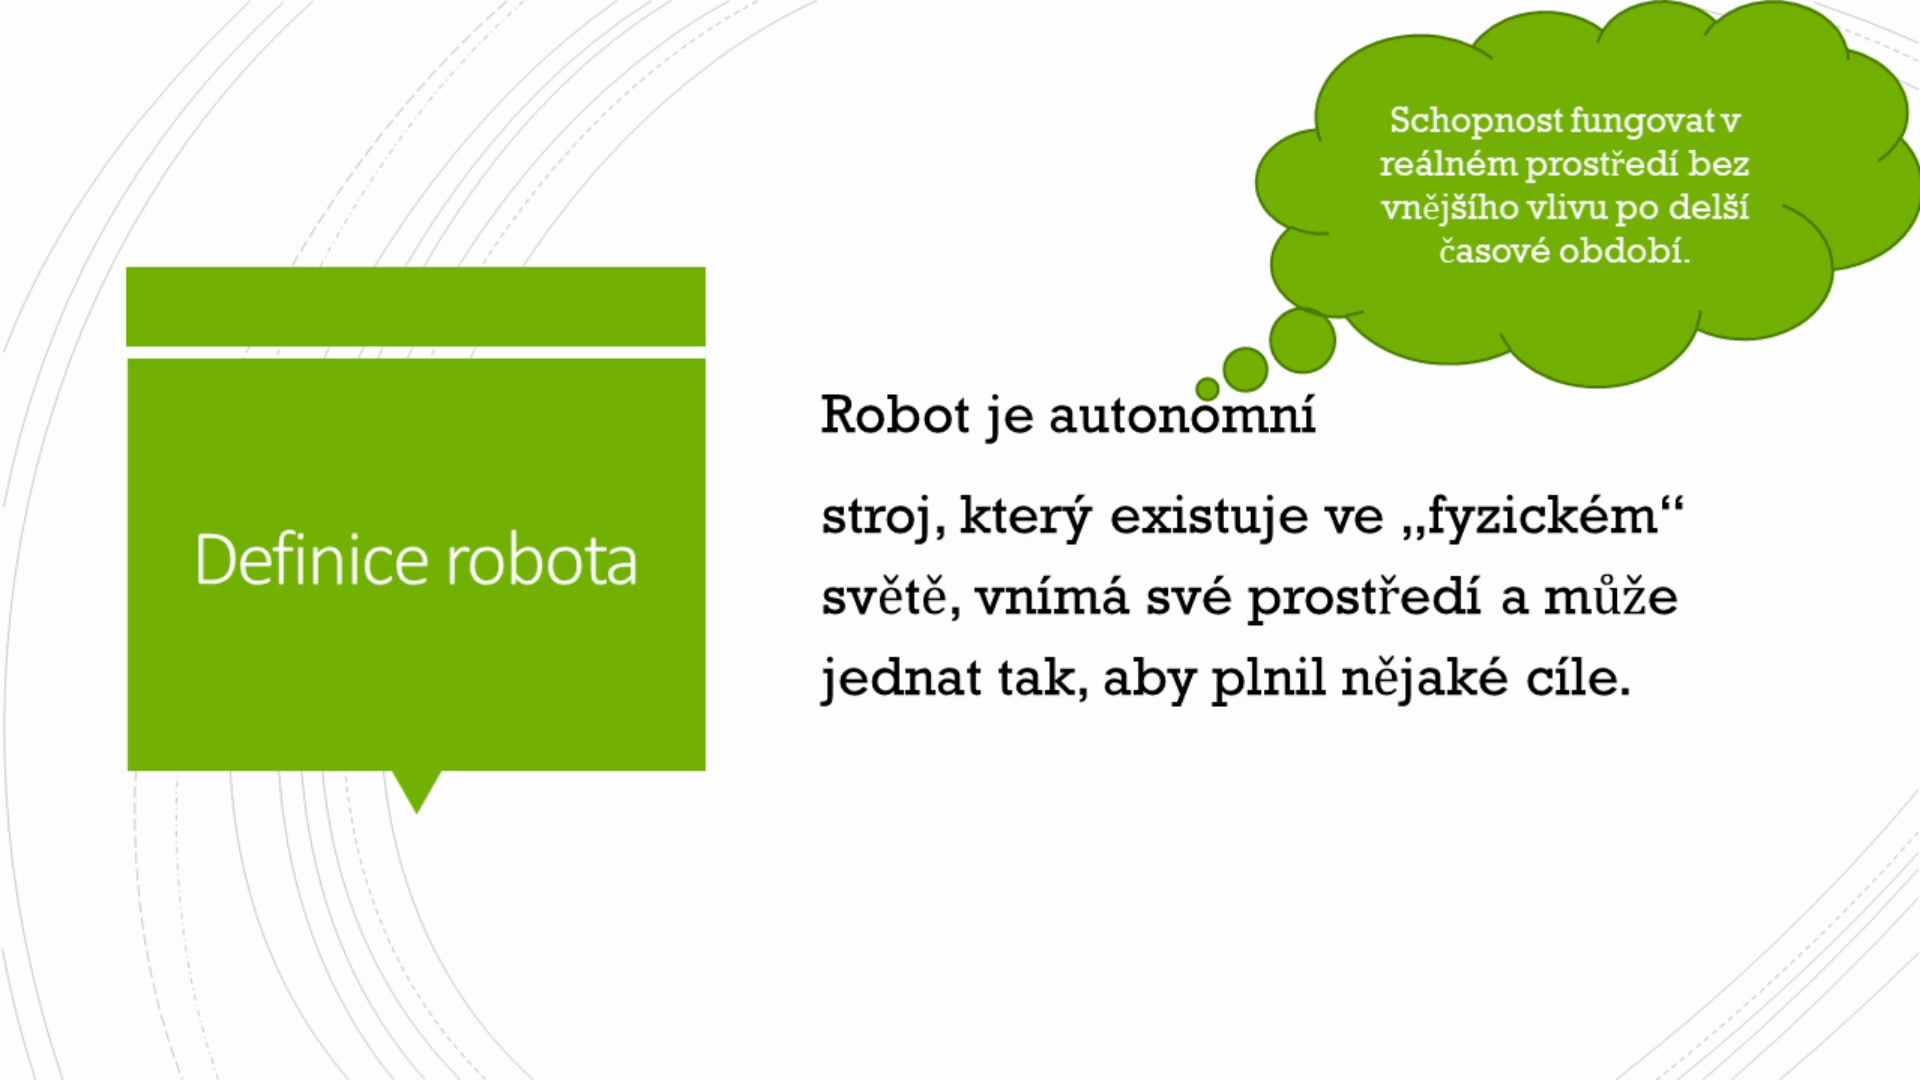 Schopnost fungovat v
reálném prostředí bez
vnějšího vlivu po delší
časové období.
Definice robota
Robot je autonomní
stroj, který existuje ve „fyzickém“
světě, vnímá své prostředí a může
jednat tak, aby plnil nějaké cíle.